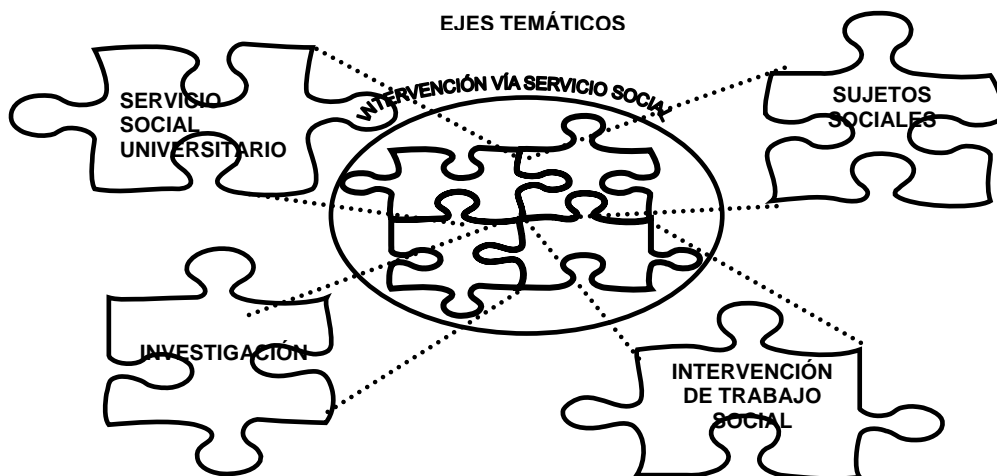 EJES TEMÁTICOS
INTERVENCIÓN VÍA SERVICIO SOCIAL
SERVICIO
SOCIAL
UNIVERSITARIO
SUJETOS
SOCIALES
INVESTIGACIÓN
INTERVENCIÓN
DE TRABAJO
SOCIAL